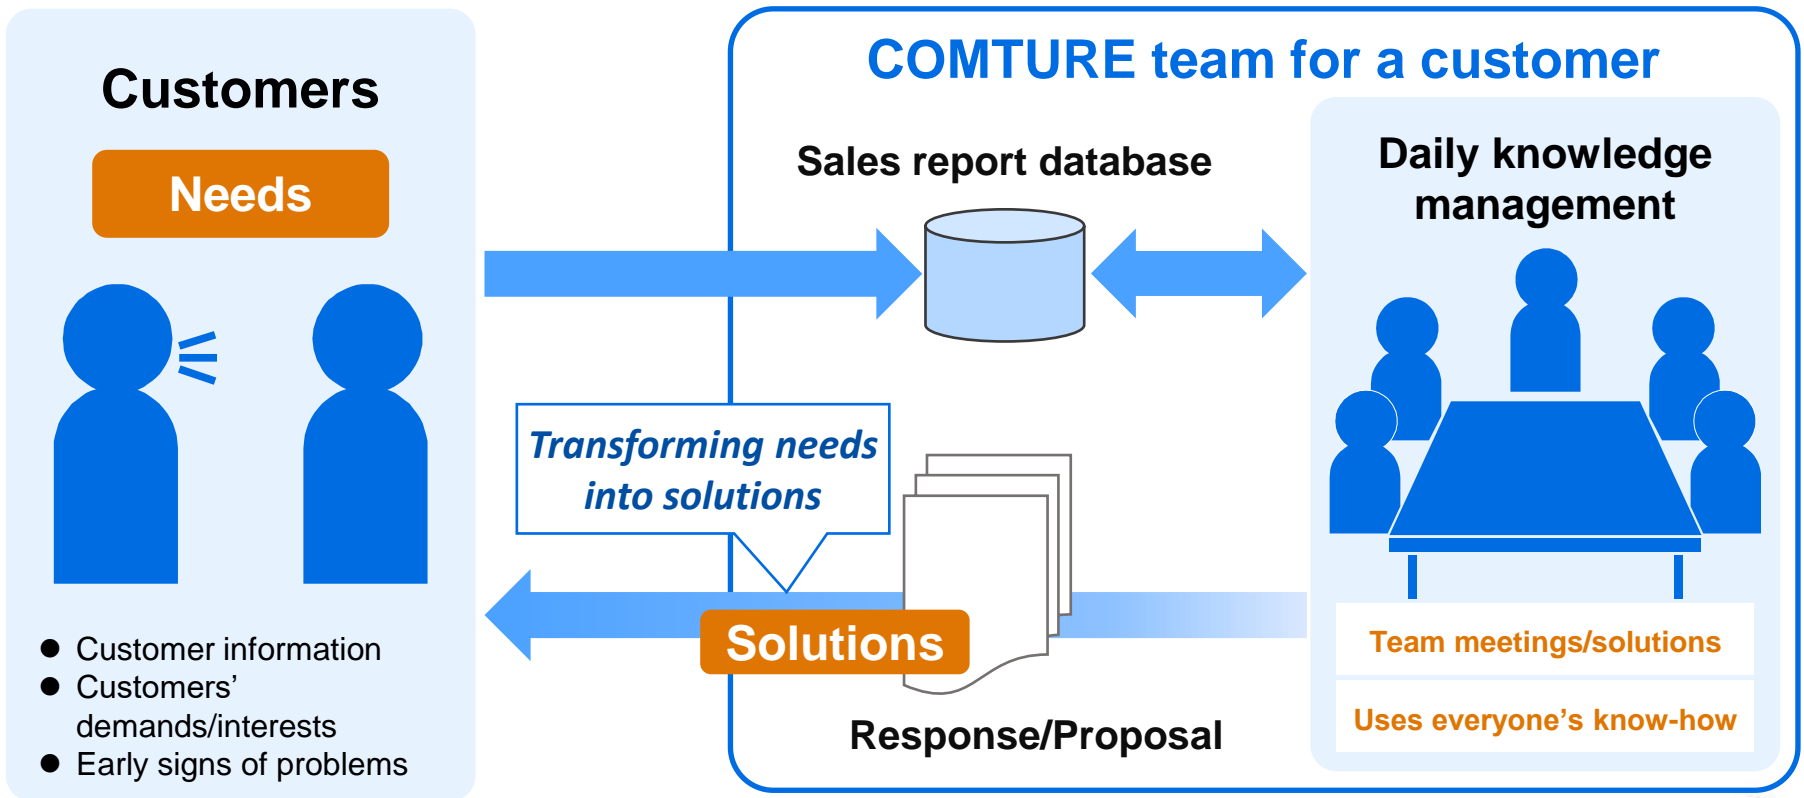 Customers
Needs
● Customer information
● Customers’
demands/interests
● Early signs of problems
COMTURE team for a customer
Sales report database
Transforming needs
into solutions
Solutions
Response/Proposal
Daily knowledge
management
Team meetings/solutions
Uses everyone’s know-how